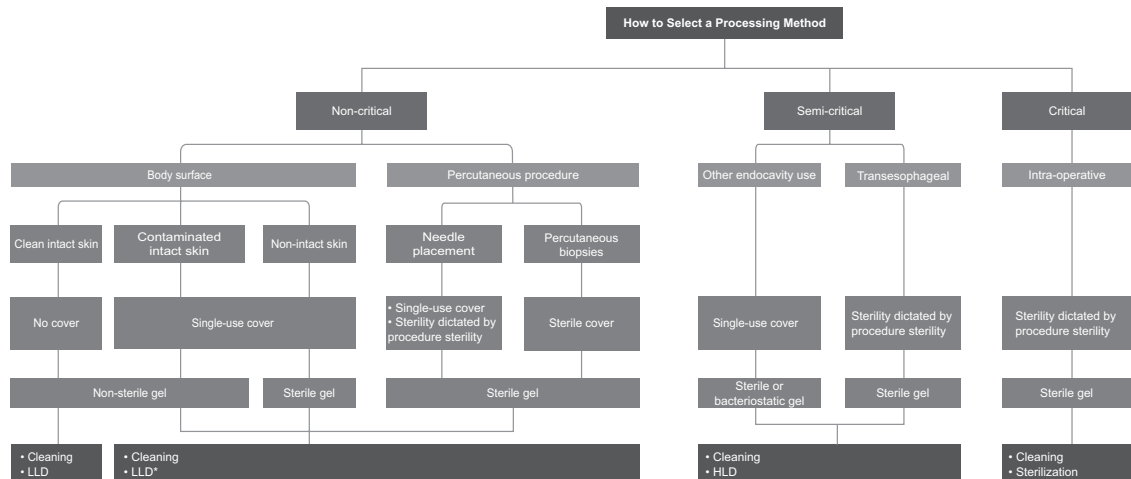 How to Select a Processing Method
Non-critical
Semi-critical
Critical
Body surface
Percutaneous procedure
Other endocavity use
Transesophageal
Intra-operative
Clean intact skin
Contaminated
intact skin
Non-intact skin
Needle
placement
Percutaneous
biopsies
No cover
Single-use cover
• Single-use cover
• Sterility dictated by
procedure sterility
Sterile cover
Single-use cover
Sterility dictated by
procedure sterility
Sterility dictated by
procedure sterility
Non-sterile gel
Sterile gel
Sterile gel
Sterile or
bacteriostatic gel
Sterile gel
Sterile gel
• Cleaning
• LLD
• Cleaning
• LLD*
• Cleaning
• HLD
• Cleaning
• Sterilization